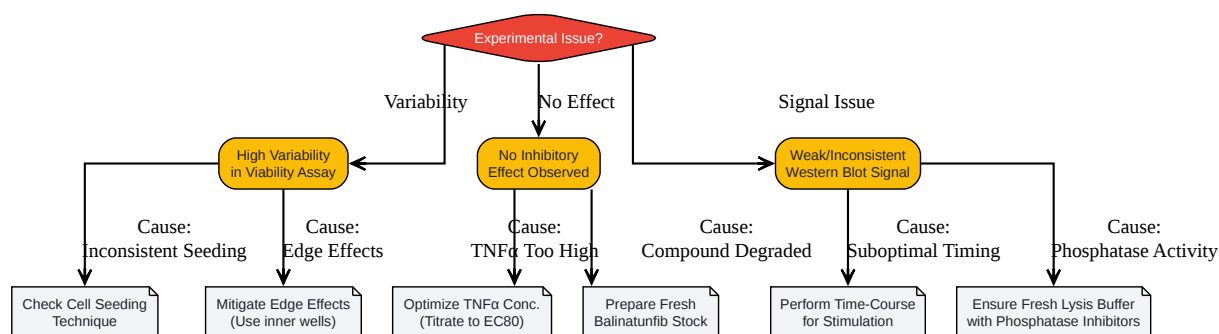 Experimental Issue?
Variability
No Effect
Signal Issue
High Variability
in Viability Assay
No Inhibitory
Effect Observed
Weak/Inconsistent
Western Blot Signal
Cause:
Inconsistent Seeding
Cause:
Edge Effects
Cause:
TNFα Too High
Cause:
Compound Degraded
Cause:
Suboptimal Timing
Cause:
Phosphatase Activity
Check Cell Seeding
Technique
Mitigate Edge Effects
(Use inner wells)
Optimize TNFα Conc.
(Titrate to EC80)
Prepare Fresh
Balinatunfib Stock
Perform Time-Course
for Stimulation
Ensure Fresh Lysis Buffer
with Phosphatase Inhibitors